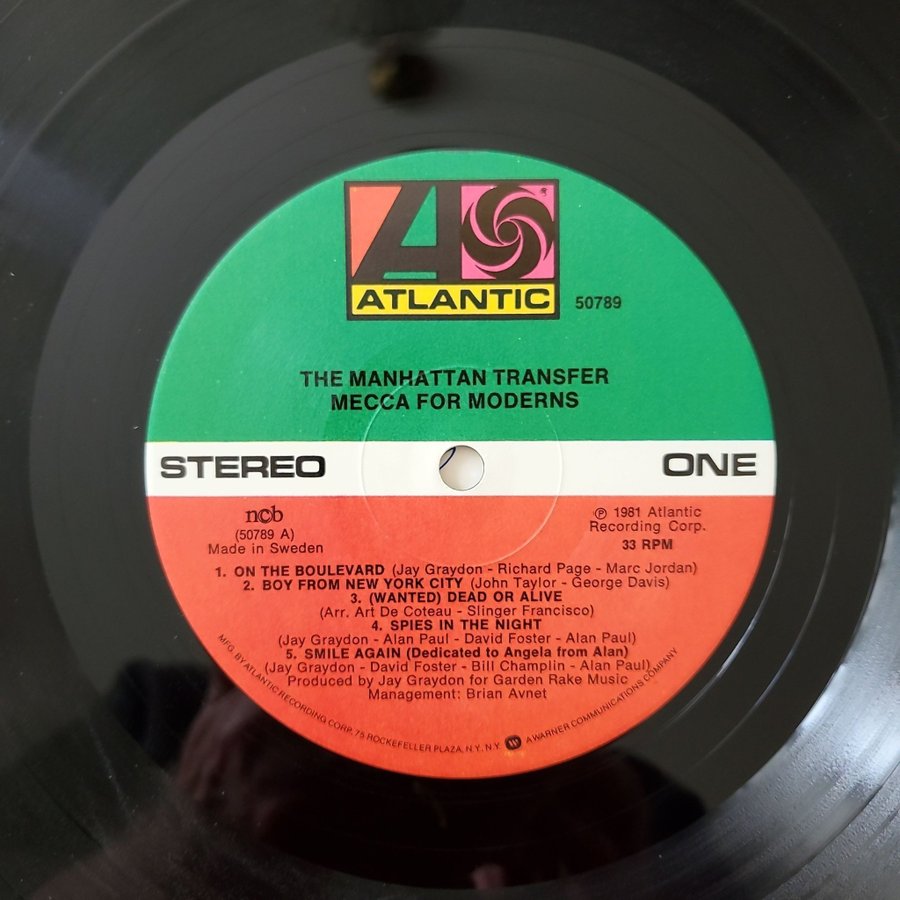 A
ATLANTIC
®
50789
THE MANHATTAN TRANSFER
MECCA FOR MODERNS
STEREO
ONE
ncb
(50789 A)
Made in Sweden
℗ 1981 Atlantic
Recording Corp.
33 RPM
1. ON THE BOULEVARD (Jay Graydon - Richard Page - Marc Jordan)
2. BOY FROM NEW YORK CITY (John Taylor - George Davis)
3. (WANTED) DEAD OR ALIVE
(Arr. Art De Coteau - Slinger Francisco)
4. SPIES IN THE NIGHT
(Jay Graydon - Alan Paul - David Foster - Alan Paul)
5. SMILE AGAIN (Dedicated to Angela from Alan)
(Jay Graydon - David Foster - Bill Champlin - Alan Paul)
Produced by Jay Graydon for Garden Rake Music
Management: Brian Avnet
MFG. BY ATLANTIC RECORDING CORP., 75 ROCKEFELLER PLAZA, N.Y. N.Y. W A WARNER COMMUNICATIONS COMPANY